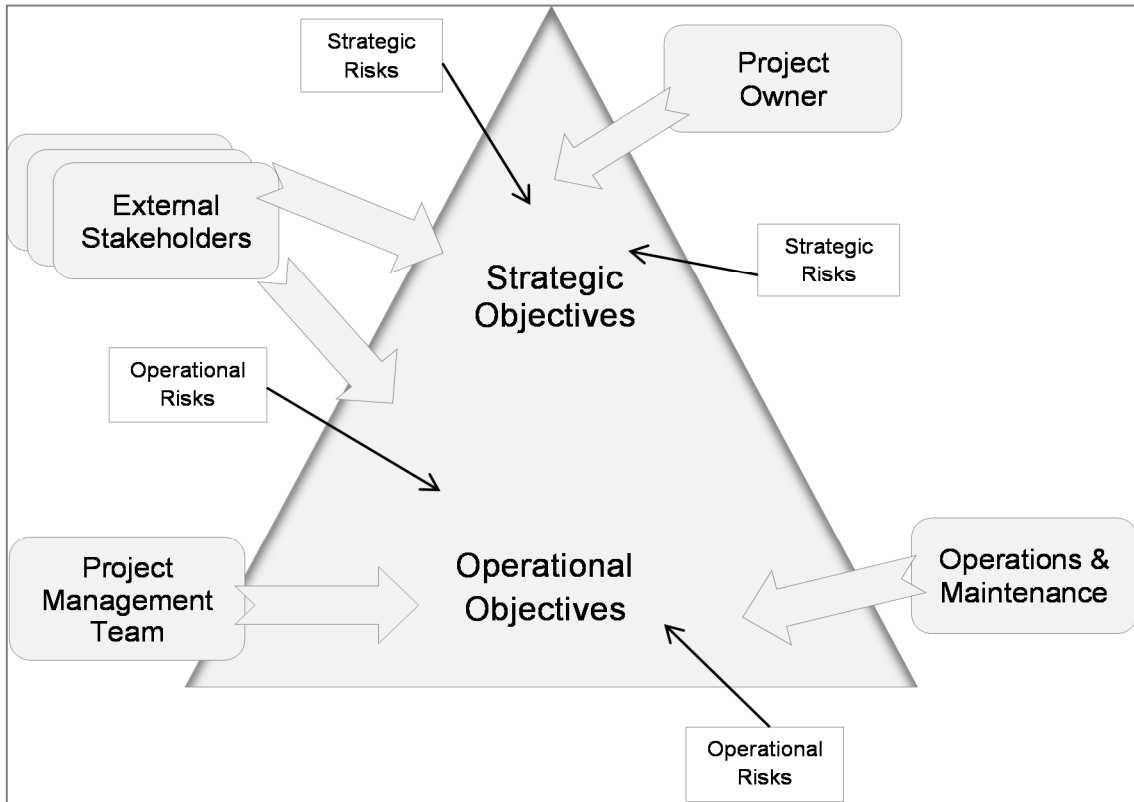 Strategic
Risks
Project
Owner
External
Stakeholders
Strategic
Risks
Strategic
Objectives
Operational
Risks
Project
Management
Team
Operational
Objectives
Operations &
Maintenance
Operational
Risks